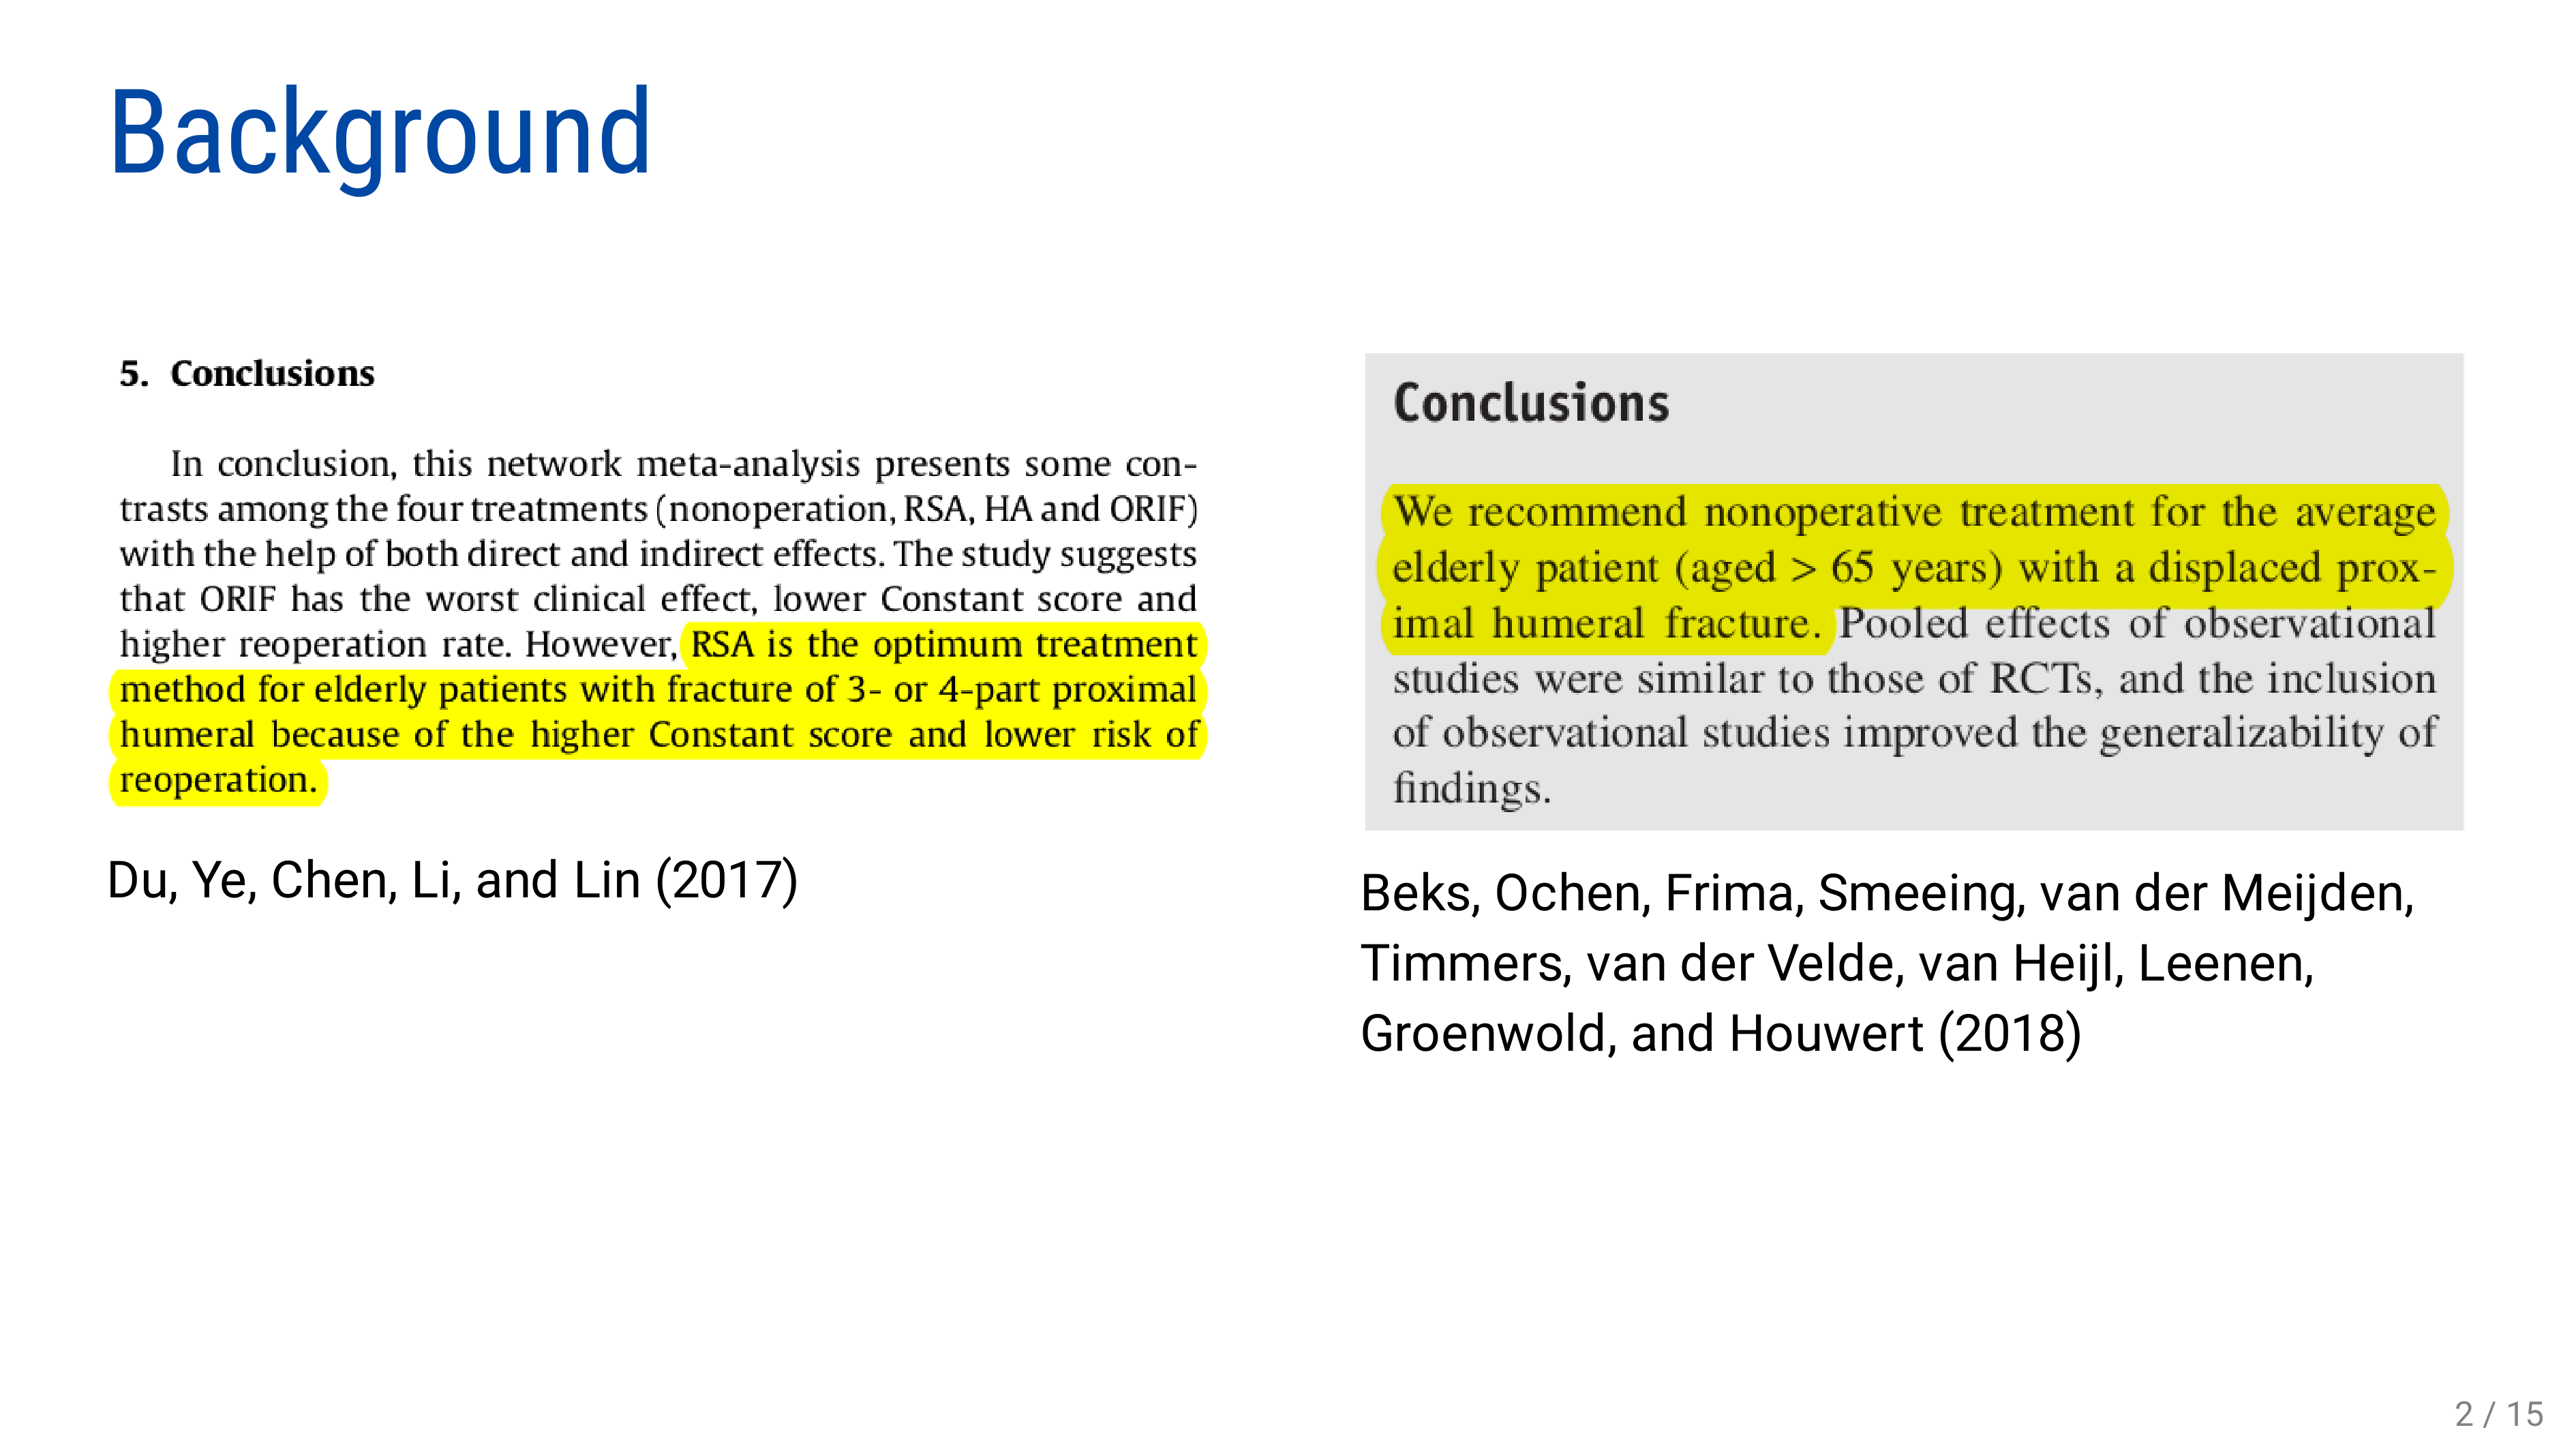 Background
5. Conclusions
In conclusion, this network meta-analysis presents some con-
trasts among the four treatments (nonoperation, RSA, HA and ORIF)
with the help of both direct and indirect effects. The study suggests
that ORIF has the worst clinical effect, lower Constant score and
higher reoperation rate. However, RSA is the optimum treatment
method for elderly patients with fracture of 3- or 4-part proximal
humeral because of the higher Constant score and lower risk of
reoperation.
Du, Ye, Chen, Li, and Lin (2017)
Conclusions
We recommend nonoperative treatment for the average
elderly patient (aged > 65 years) with a displaced prox-
imal humeral fracture. Pooled effects of observational
studies were similar to those of RCTs, and the inclusion
of observational studies improved the generalizability of
findings.
Beks, Ochen, Frima, Smeeing, van der Meijden,
Timmers, van der Velde, van Heijl, Leenen,
Groenwold, and Houwert (2018)
2 / 15